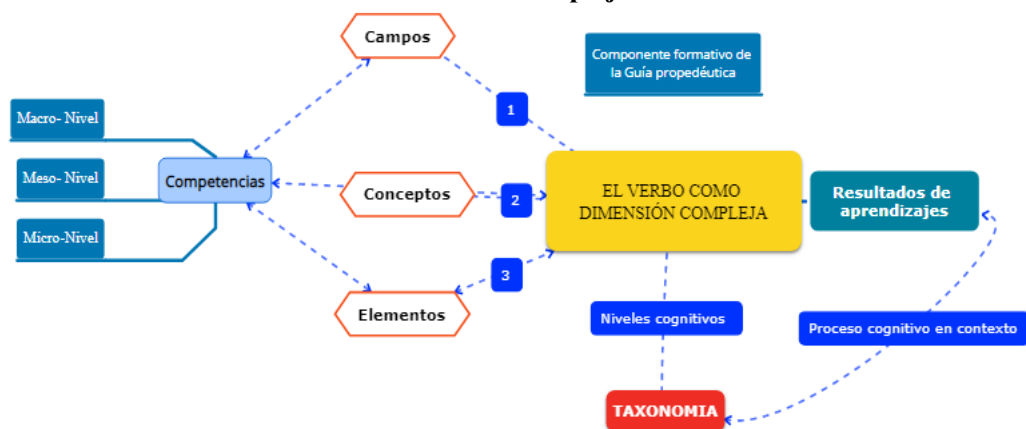 Campos
Componente formativo de
la Guía propedéutica
1
Macro- Nivel
Meso- Nivel
Micro-Nivel
Competencias
Conceptos
2
EL VERBO COMO
DIMENSIÓN COMPLEJA
Resultados de
aprendizajes
3
Elementos
Niveles cognitivos
Proceso cognitivo en contexto
TAXONOMIA